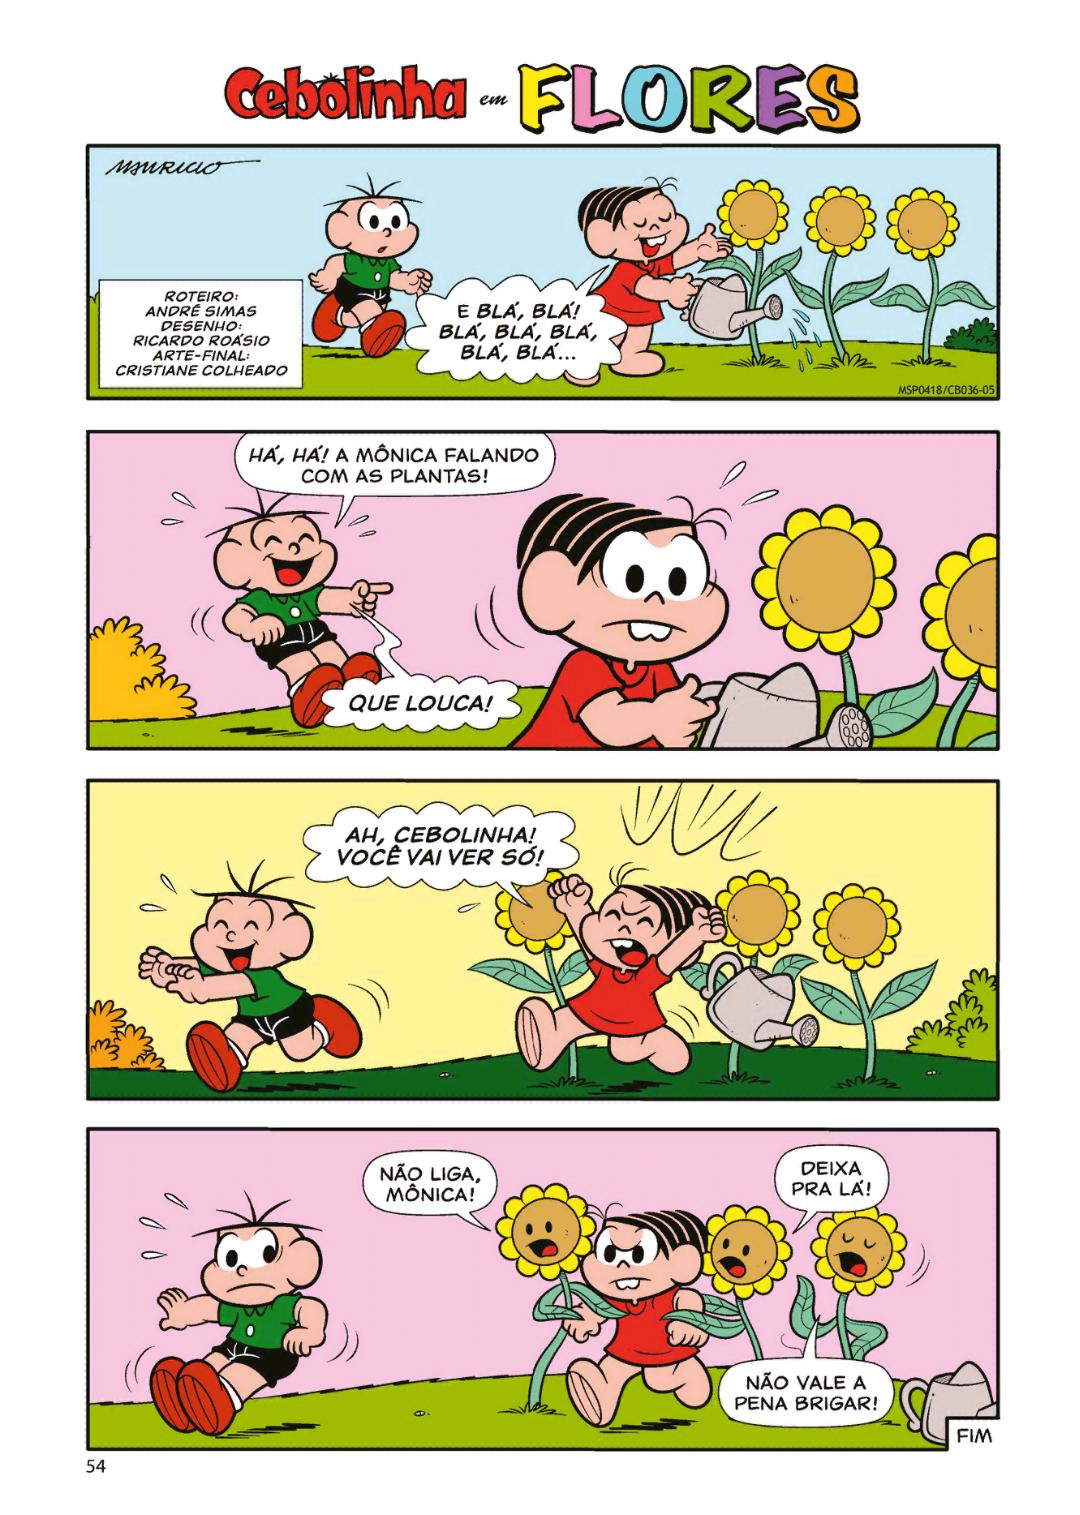 Cebolinha em FLORES
MAURICIO
ROTEIRO:
ANDRÉ SIMAS
DESENHO:
RICARDO ROÁSIO
ARTE-FINAL:
CRISTIANE COLHEADO
E BLÁ, BLÁ!
BLÁ, BLÁ, BLÁ,
BLÁ, BLÁ...
MSP0418/CB036-05
HÁ, HÁ! A MÔNICA FALANDO
COM AS PLANTAS!
QUE LOUCA!
AH, CEBOLINHA!
VOCÊ VAI VER SÓ!
NÃO LIGA,
MÔNICA!
DEIXA
PRA LÁ!
NÃO VALE A
PENA BRIGAR!
FIM
54